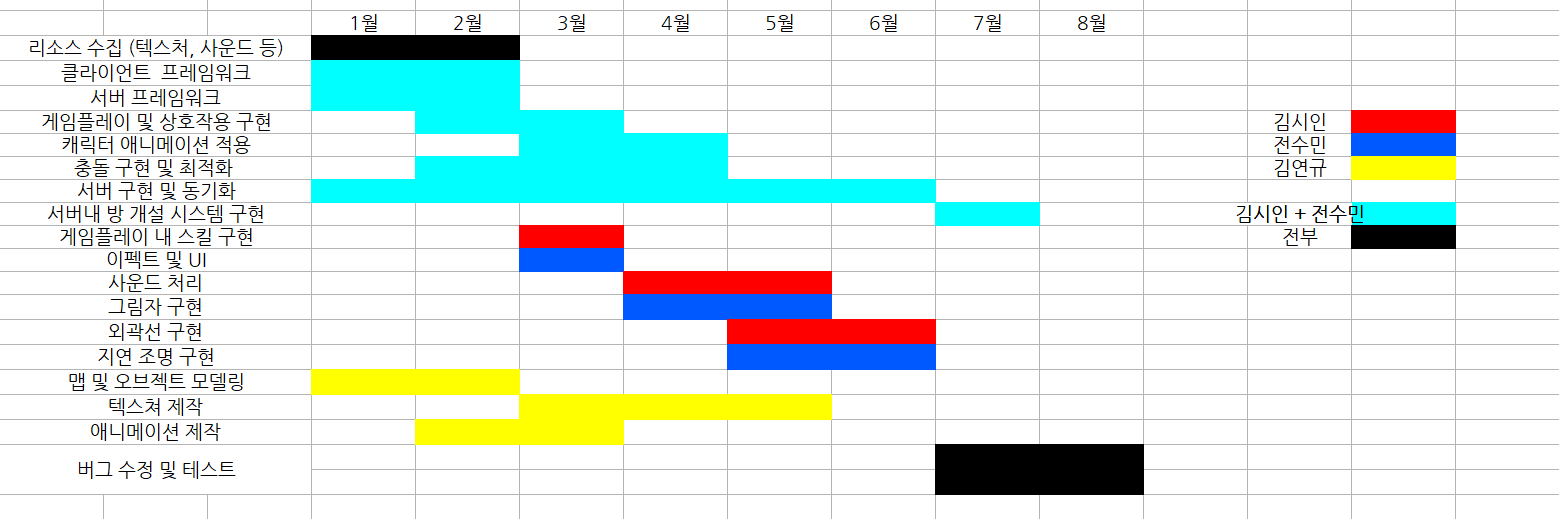 1월 2월 3월 4월 5월 6월 7월 8월
리소스 수집 (텍스처, 사운드 등)
클라이언트 프레임워크
서버 프레임워크
게임플레이 및 상호작용 구현 김시인
캐릭터 애니메이션 적용 전수민
충돌 구현 및 최적화 김연규
서버 구현 및 동기화
서버내 방 개설 시스템 구현 김시인 + 전수민
게임플레이 내 스킬 구현 전부
이펙트 및 UI
사운드 처리
그림자 구현
외곽선 구현
지연 조명 구현
맵 및 오브젝트 모델링
텍스쳐 제작
애니메이션 제작
버그 수정 및 테스트